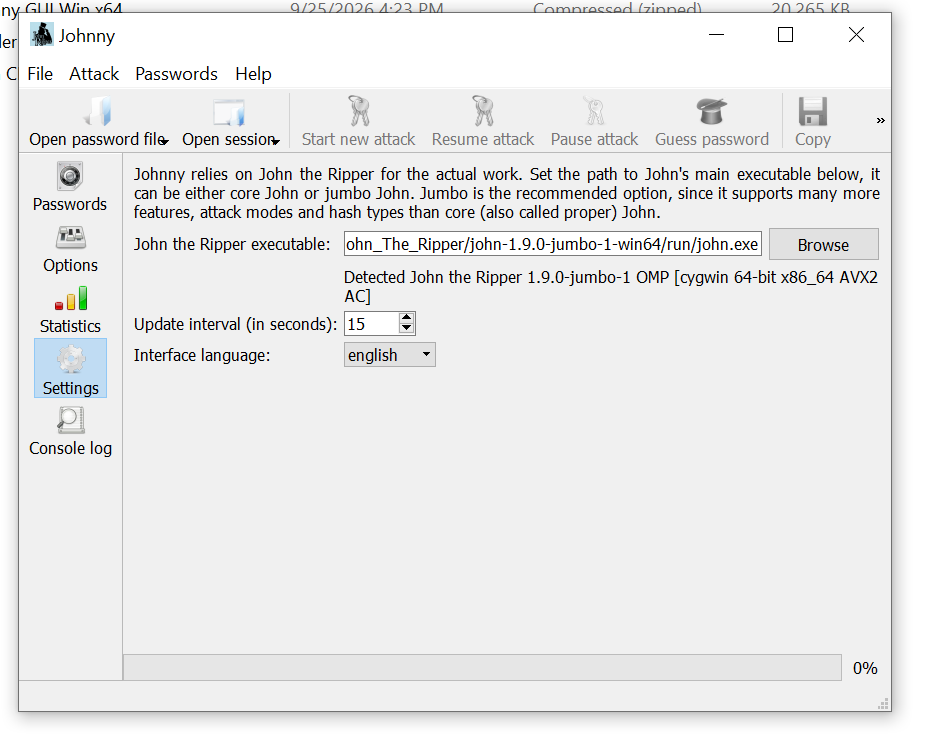 ny GUI Win x64 9/25/2026 4:23 PM Compressed (zipped) 20,265 KB
Johnny
File Attack Passwords Help
Open password file Open session Start new attack Resume attack Pause attack Guess password Copy »
Passwords
Options
Statistics
Settings
Console log
Johnny relies on John the Ripper for the actual work. Set the path to John's main executable below, it
can be either core John or jumbo John. Jumbo is the recommended option, since it supports many more
features, attack modes and hash types than core (also called proper) John.
John the Ripper executable: ohn_The_Ripper/john-1.9.0-jumbo-1-win64/run/john.exe Browse
Detected John the Ripper 1.9.0-jumbo-1 OMP [cygwin 64-bit x86_64 AVX2
AC]
Update interval (in seconds): 15
Interface language: english
0%